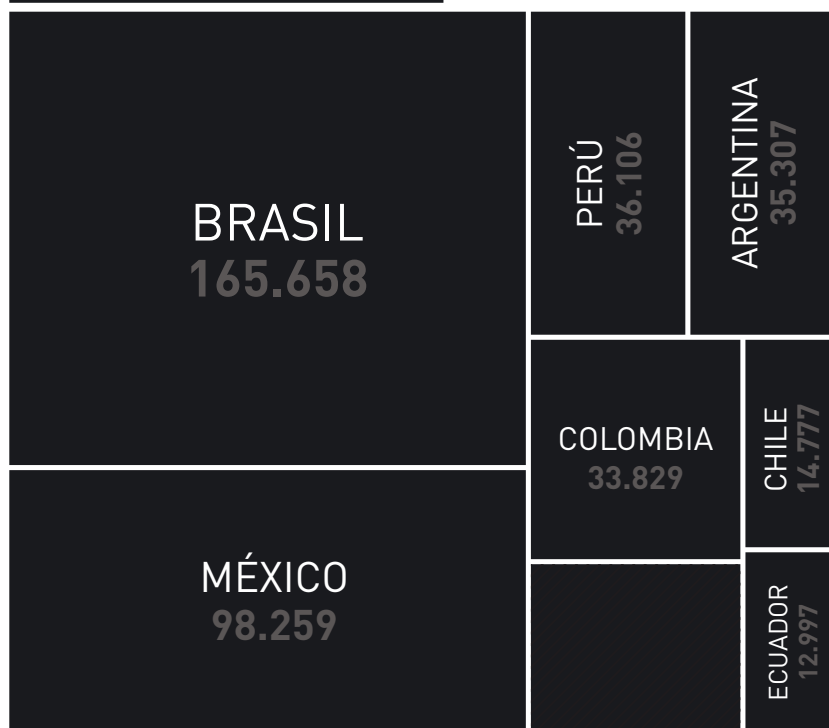 BRASIL
165.658
MÉXICO
98.259
PERÚ
36.106
ARGENTINA
35.307
COLOMBIA
33.829
CHILE
14.777
ECUADOR
12.997